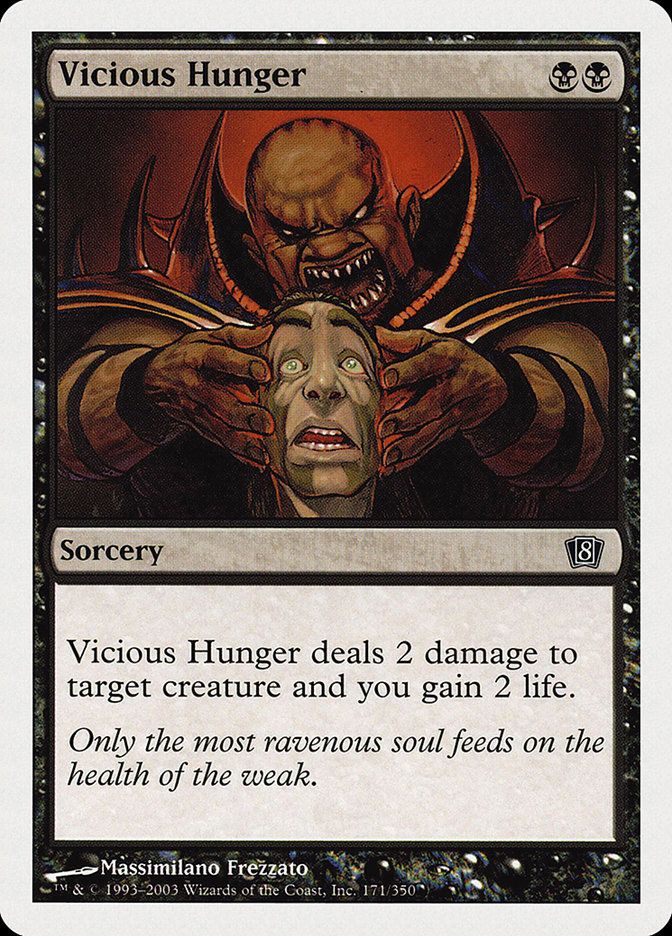 Vicious Hunger
Sorcery
8
Vicious Hunger deals 2 damage to
target creature and you gain 2 life.
Only the most ravenous soul feeds on the
health of the weak.
Massimilano Frezzato
™ & © 1993–2003 Wizards of the Coast, Inc. 171/350